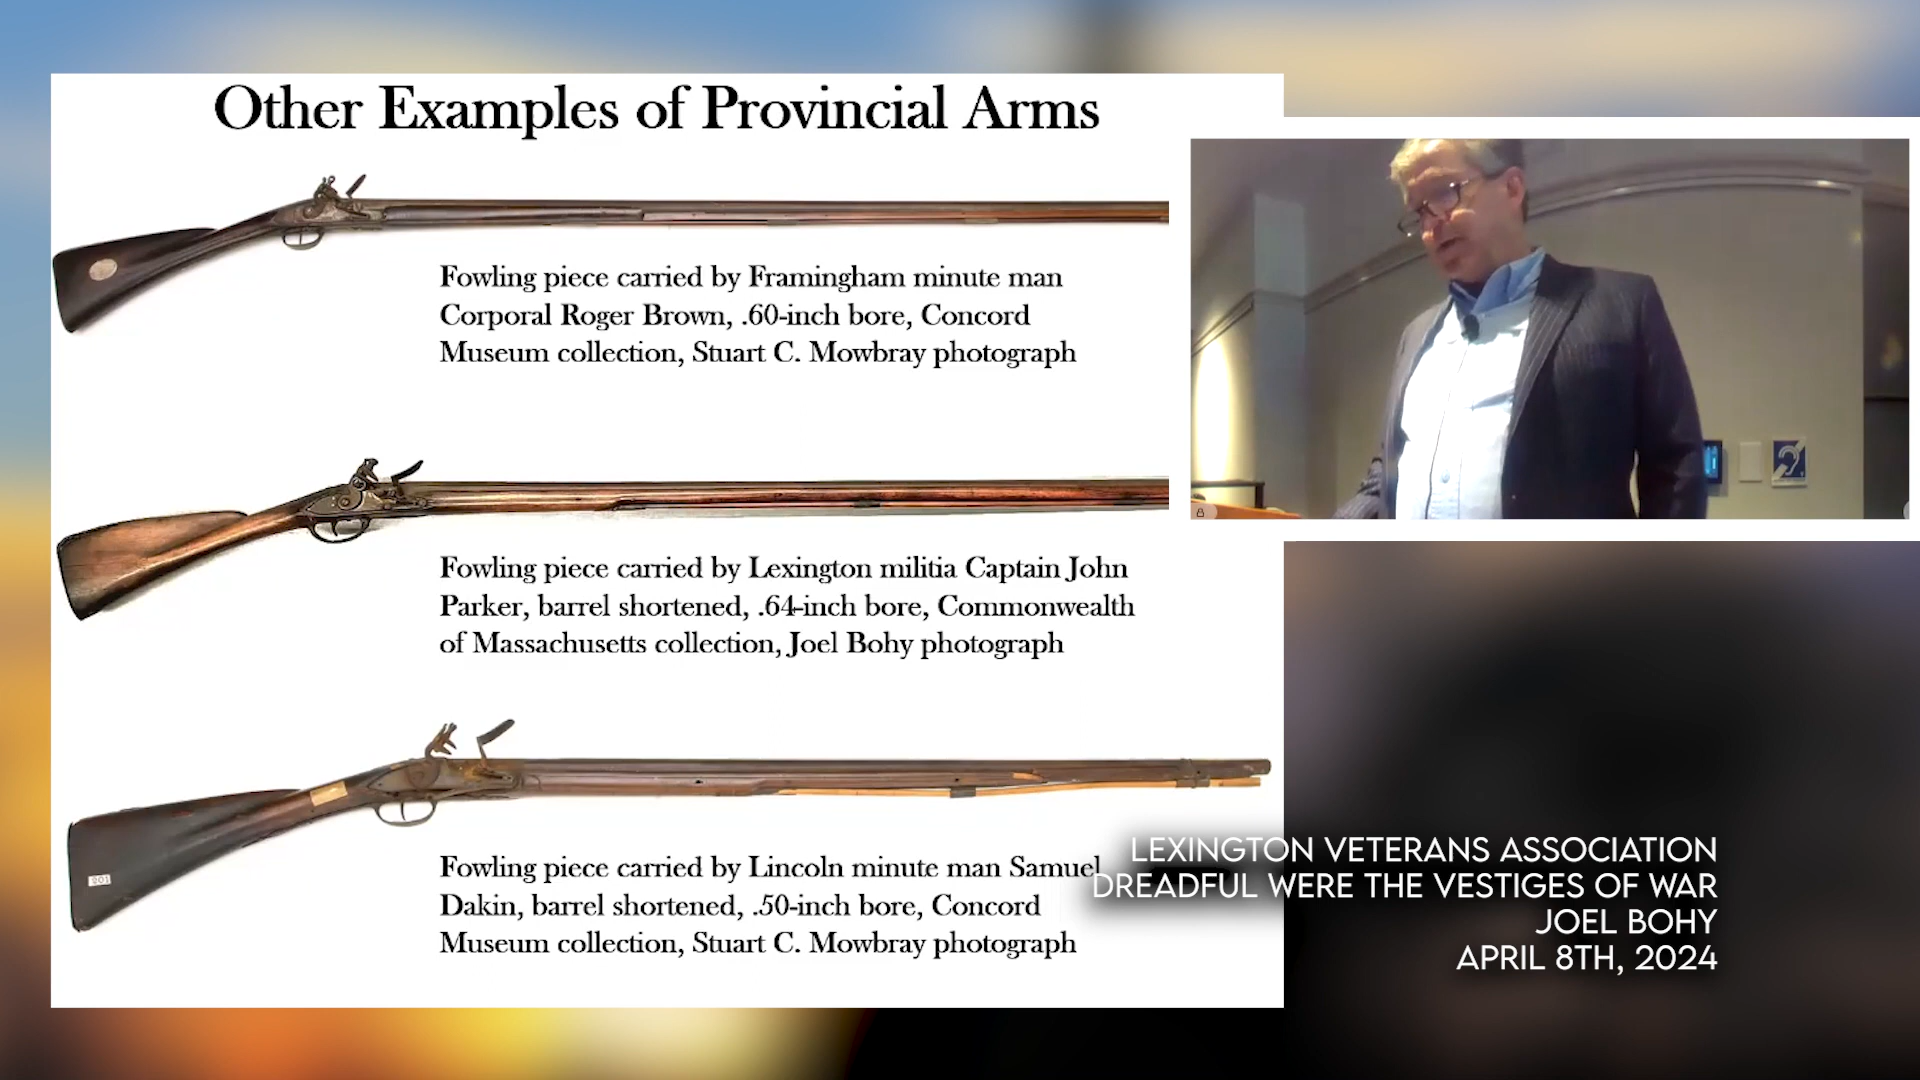 Other Examples of Provincial Arms
Fowling piece carried by Framingham minute man
Corporal Roger Brown, .60-inch bore, Concord
Museum collection, Stuart C. Mowbray photograph
Fowling piece carried by Lexington militia Captain John
Parker, barrel shortened, .64-inch bore, Commonwealth
of Massachusetts collection, Joel Bohy photograph
901
Fowling piece carried by Lincoln minute man Samuel
Dakin, barrel shortened, .50-inch bore, Concord
Museum collection, Stuart C. Mowbray photograph
LEXINGTON VETERANS ASSOCIATION
DREADFUL WERE THE VESTIGES OF WAR
JOEL BOHY
APRIL 8TH, 2024